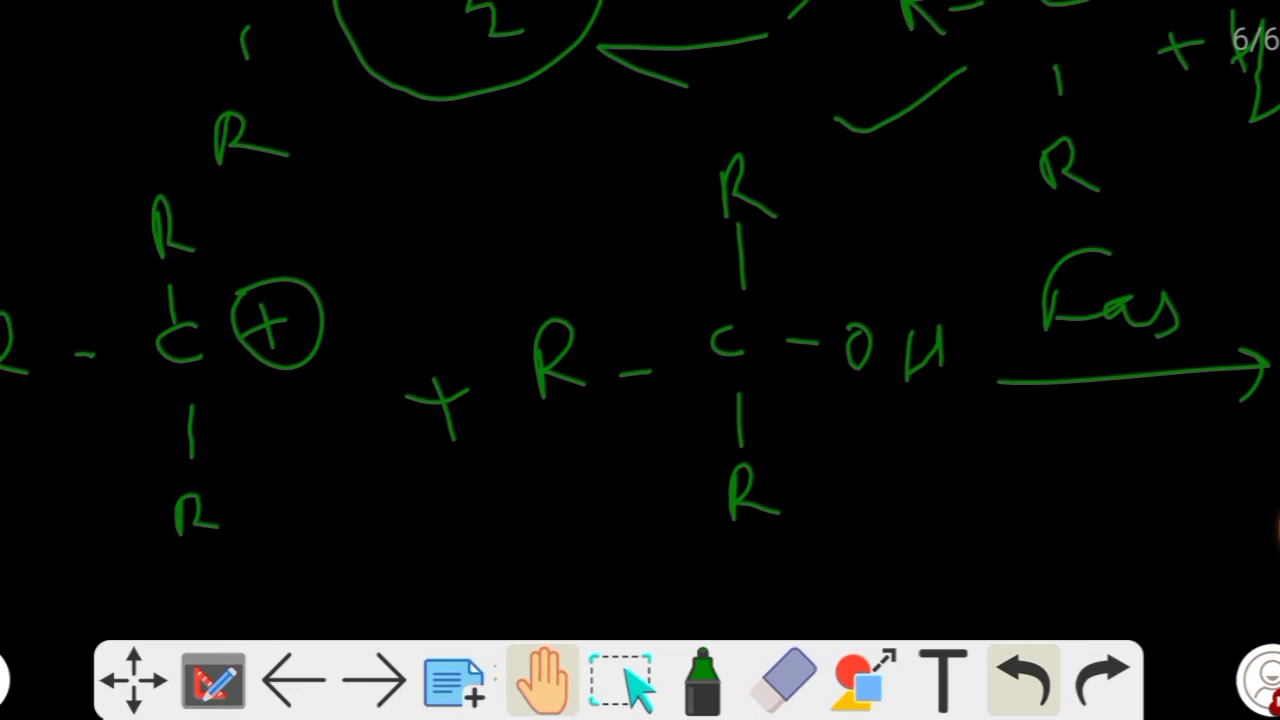 R - +
6/6
R R
R R
R - C + + R - C - OH Fas
R R
T